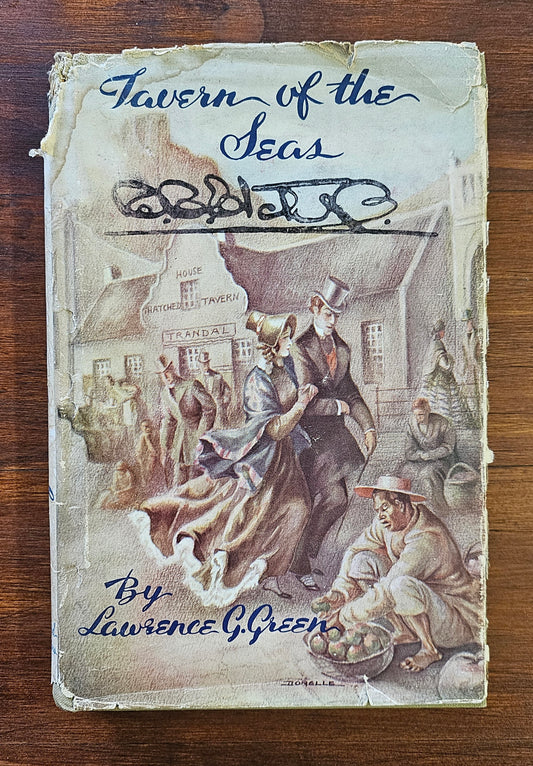 Tavern of the
Seas
HOUSE
THATCHED TAVERN
TRANDAL
By
Lawrence G. Green